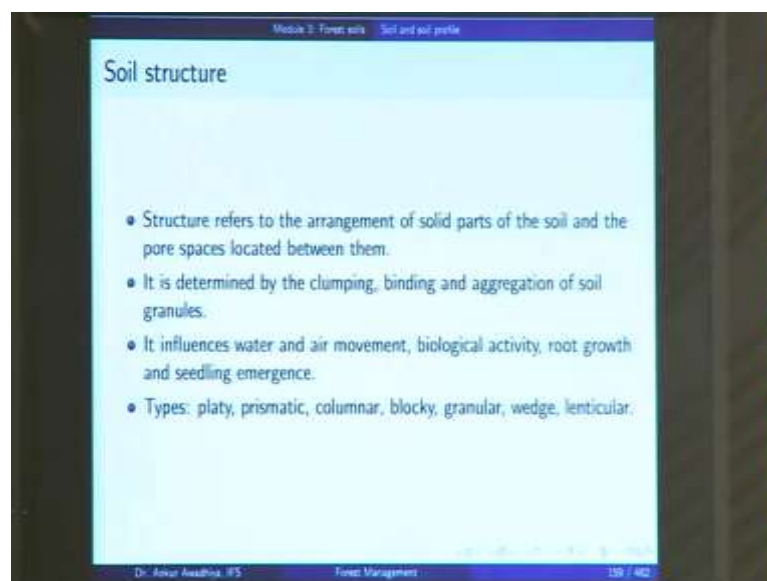 Module 3: Forest soils Soil and soil profile
Soil structure
Structure refers to the arrangement of solid parts of the soil and the
pore spaces located between them.
It is determined by the clumping, binding and aggregation of soil
granules.
It influences water and air movement, biological activity, root growth
and seedling emergence.
Types: platy, prismatic, columnar, blocky, granular, wedge, lenticular.
Dr. Ankur Awadhiya, IFS Forest Management 159 / 462